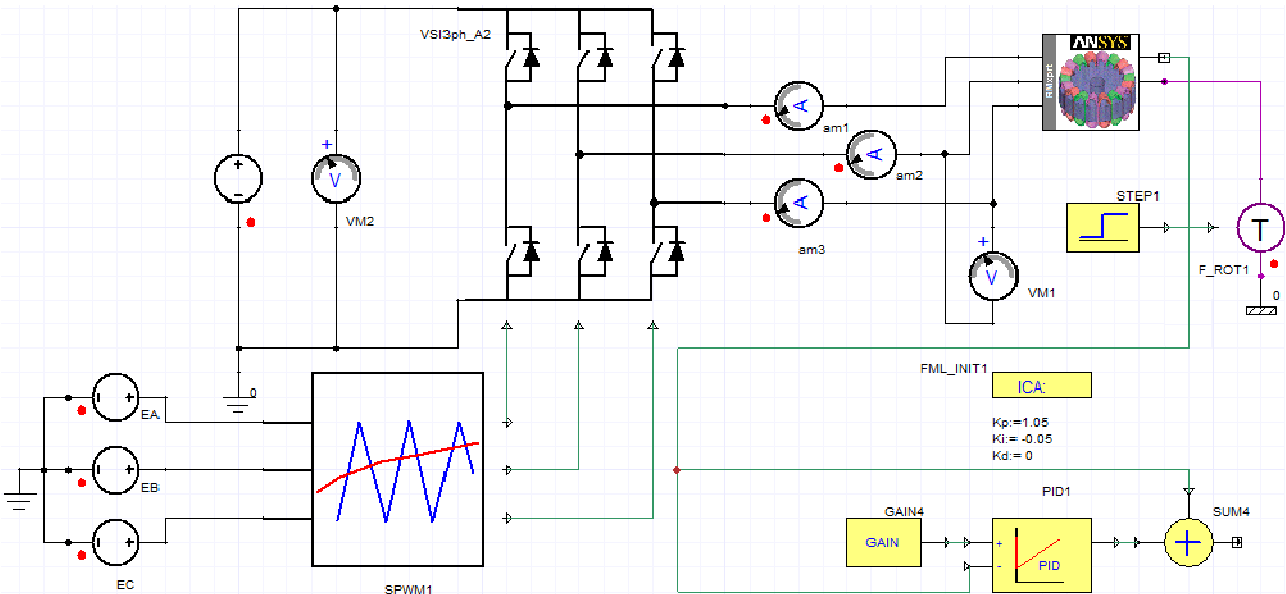 VSI3ph_A2
ANSYS
RMxprt
A
am1
A
am2
A
am3
+
V
VM2
+
-
STEP1
T
F_ROT1
0
+
V
VM1
0
FML_INIT1
ICA:
Kp:=1.05
Ki:= -0.05
Kd:= 0
EA
EB
EC
SPWM1
PID1
GAIN4
SUM4
GAIN
+
-
PID
+